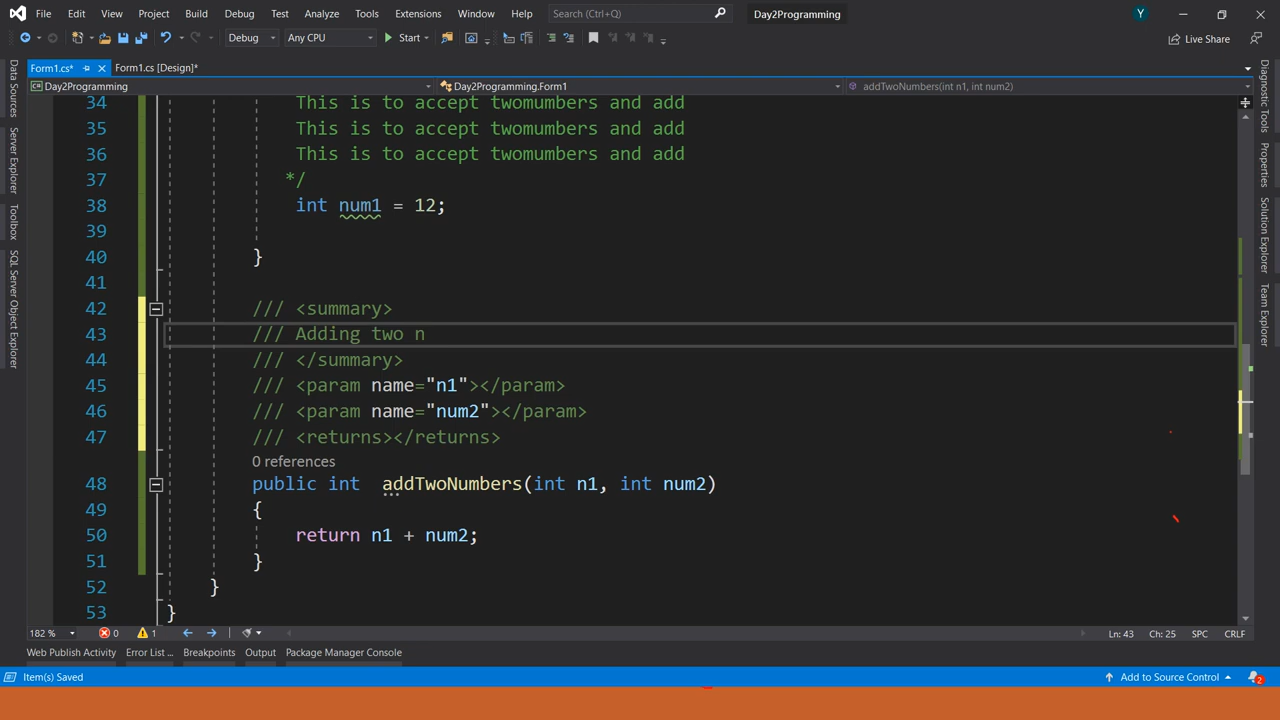 File Edit View Project Build Debug Test Analyze Tools Extensions Window Help Search (Ctrl+Q) Day2Programming Y
Debug Any CPU Start Live Share
Form1.cs* Form1.cs [Design]*
Day2Programming Day2Programming.Form1 addTwoNumbers(int n1, int num2)
34 This is to accept twomumbers and add
35 This is to accept twomumbers and add
36 This is to accept twomumbers and add
37 */
38 int num1 = 12;
39
40 }
41
42 /// <summary>
43 /// Adding two n
44 /// </summary>
45 /// <param name="n1"></param>
46 /// <param name="num2"></param>
47 /// <returns></returns>
0 references
48 public int addTwoNumbers(int n1, int num2)
49 {
50 return n1 + num2;
51 }
52 }
53 }
Data Sources
Server Explorer
Toolbox
SQL Server Object Explorer
Diagnostic Tools
Properties
Solution Explorer
Team Explorer
182 % 0 1 Ln: 43 Ch: 25 SPC CRLF
Web Publish Activity Error List ... Breakpoints Output Package Manager Console
Item(s) Saved Add to Source Control 2